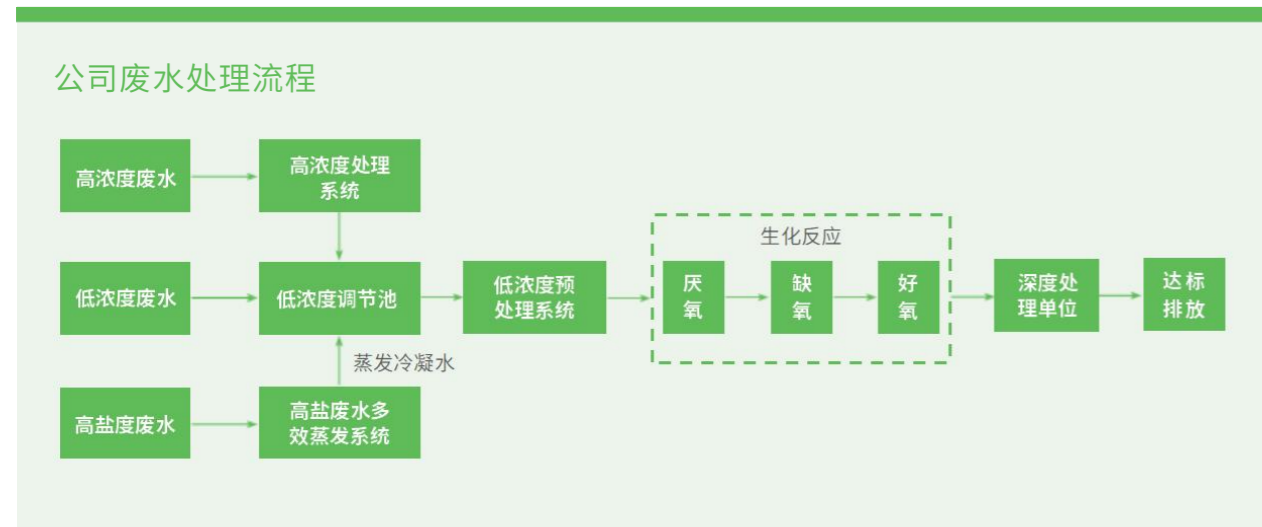 公司废水处理流程
高浓度废水
高浓度处理
系统
低浓度废水
低浓度调节池
低浓度预
处理系统
生化反应
厌
氧
缺
氧
好
氧
深度处
理单位
达标
排放
蒸发冷凝水
高盐度废水
高盐废水多
效蒸发系统